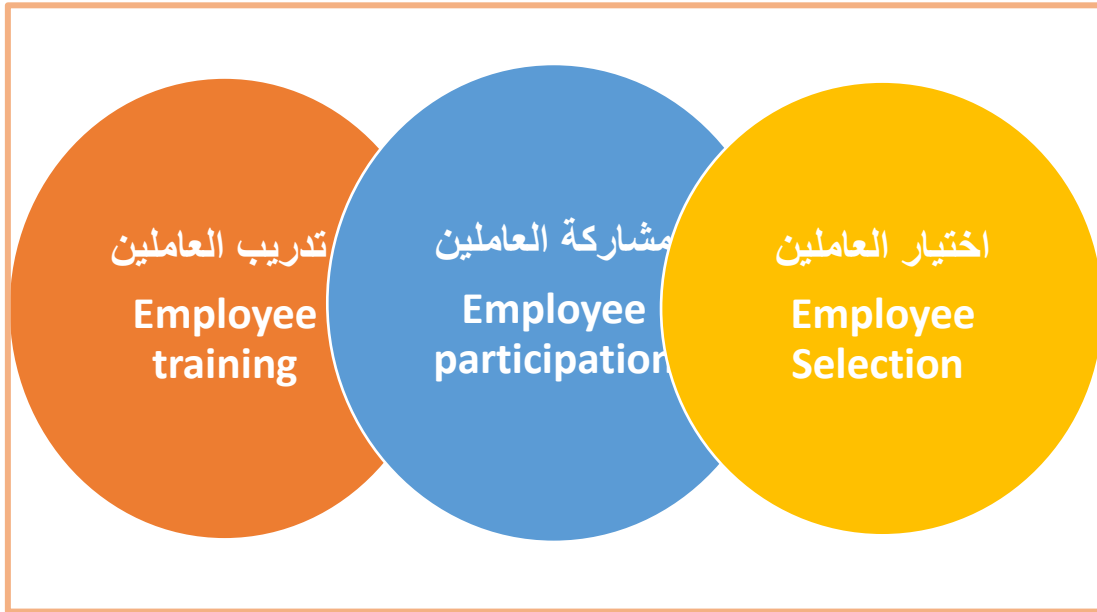 تدريب العاملين
Employee
training
مشاركة العاملين
Employee
participation
اختيار العاملين
Employee
Selection